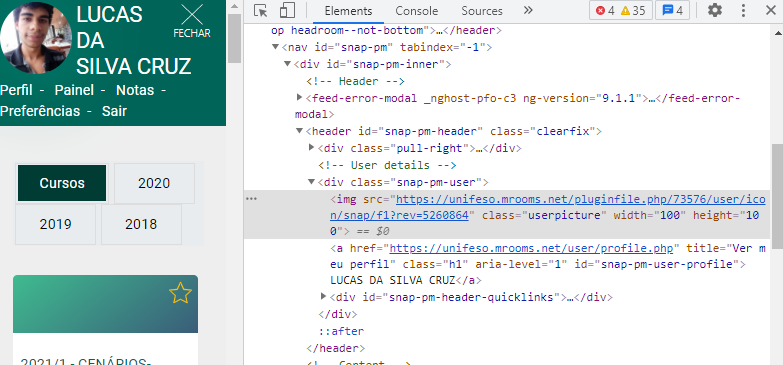 LUCAS
DA
SILVA CRUZ
FECHAR
Perfil - Painel - Notas -
Preferências - Sair
Cursos 2020
2019 2018
2021/1 - CENÁRIOS-
Elements Console >> 4 35 4
op headroom--not-bottom">…</header>
▼<nav id="snap-pm" tabindex="-1">
▼<div id="snap-pm-inner">
<!-- Header -->
▶<feed-error-modal _nghost-pfo-c3 ng-version="9.1.1">…</feed-error-
modal>
▼<header id="snap-pm-header" class="clearfix">
▶<div class="pull-right">…</div>
<!-- User details -->
▼<div class="snap-pm-user">
<img src="https://unifeso.mrooms.net/pluginfile.php/73576/user/ic
on/snap/f1?rev=5260864" class="userpicture" width="100" height="10
0"> == $0
<a href="https://unifeso.mrooms.net/user/profile.php" title="Ver m
eu perfil" class="h1" aria-level="1" id="snap-pm-user-profile">
LUCAS DA SILVA CRUZ</a>
▶<div id="snap-pm-header-quicklinks">…</div>
</div>
::after
</header>
<!-- Content -->